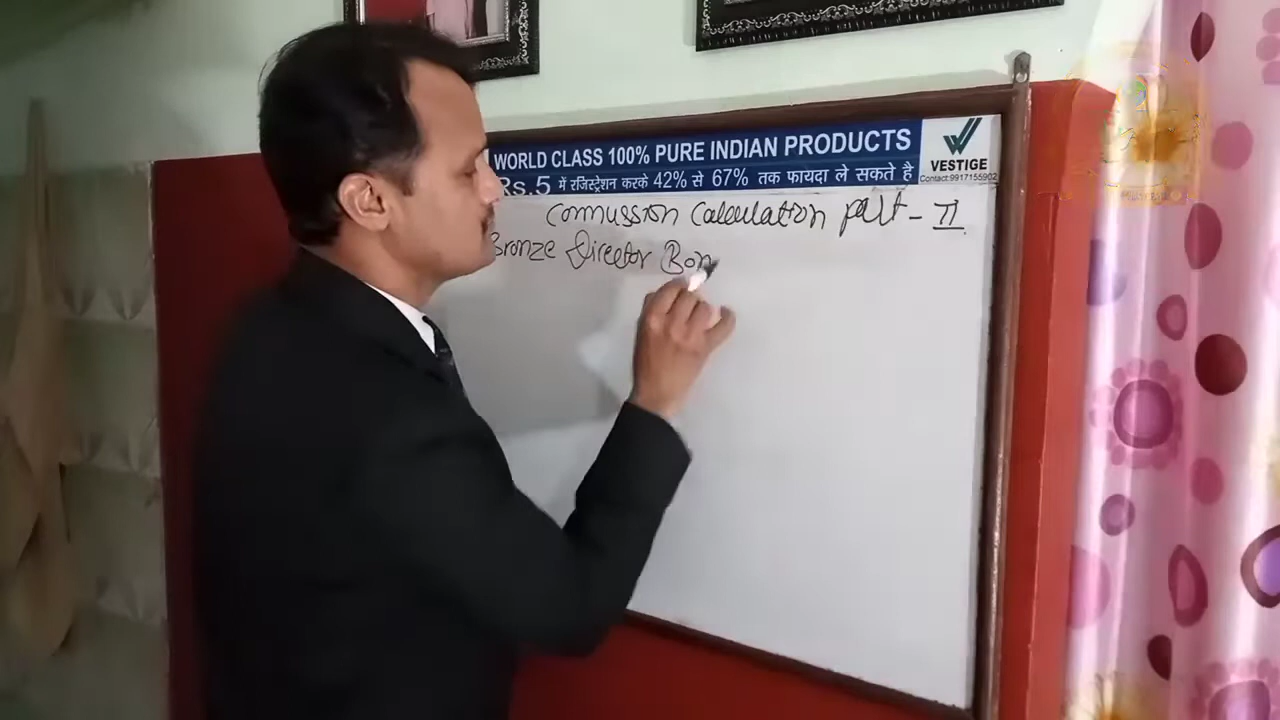 WORLD CLASS 100% PURE INDIAN PRODUCTS
Rs.5 में रजिस्ट्रेशन करके 42% से 67% तक फायदा ले सकते है
VESTIGE
Contact:9917155902
Commission Calculation part - II
Bronze Director Bon